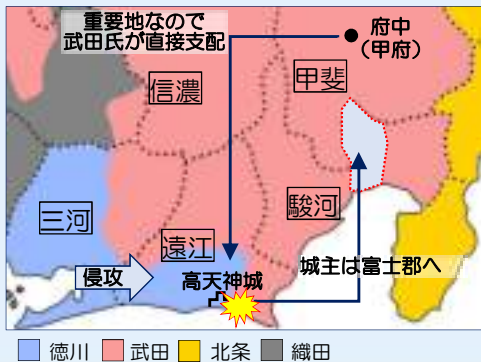 重要地なので
武田氏が直接支配
府中
(甲府)
信濃
甲斐
三河
駿河
遠江
城主は富士郡へ
侵攻
高天神城
徳川 武田 北条 織田